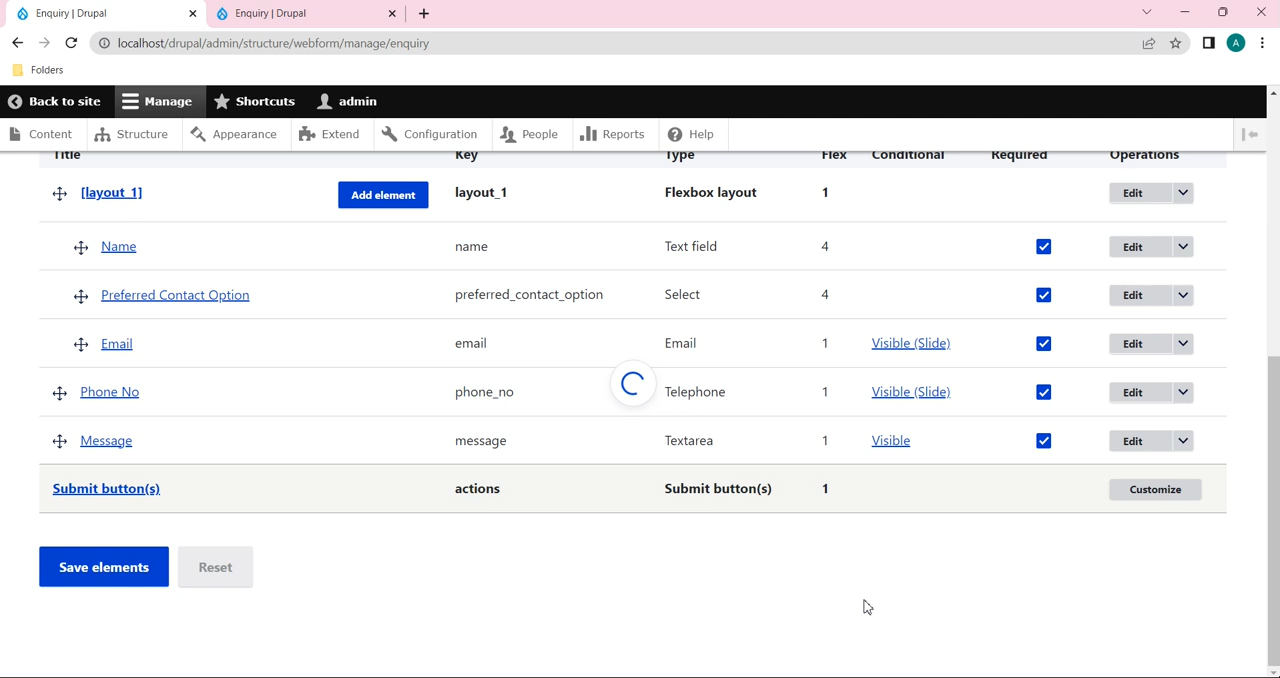 Enquiry | Drupal
Enquiry | Drupal
localhost/drupal/admin/structure/webform/manage/enquiry
A
Folders
Back to site Manage Shortcuts admin
Content Structure Appearance Extend Configuration People Reports Help
Title Key Type Flex Conditional Required Operations
[layout_1] Add element layout_1 Flexbox layout 1 Edit
Name name Text field 4 Edit
Preferred Contact Option preferred_contact_option Select 4 Edit
Email email Email 1 Visible (Slide) Edit
Phone No phone_no Telephone 1 Visible (Slide) Edit
Message message Textarea 1 Visible Edit
Submit button(s) actions Submit button(s) 1 Customize
Save elements Reset